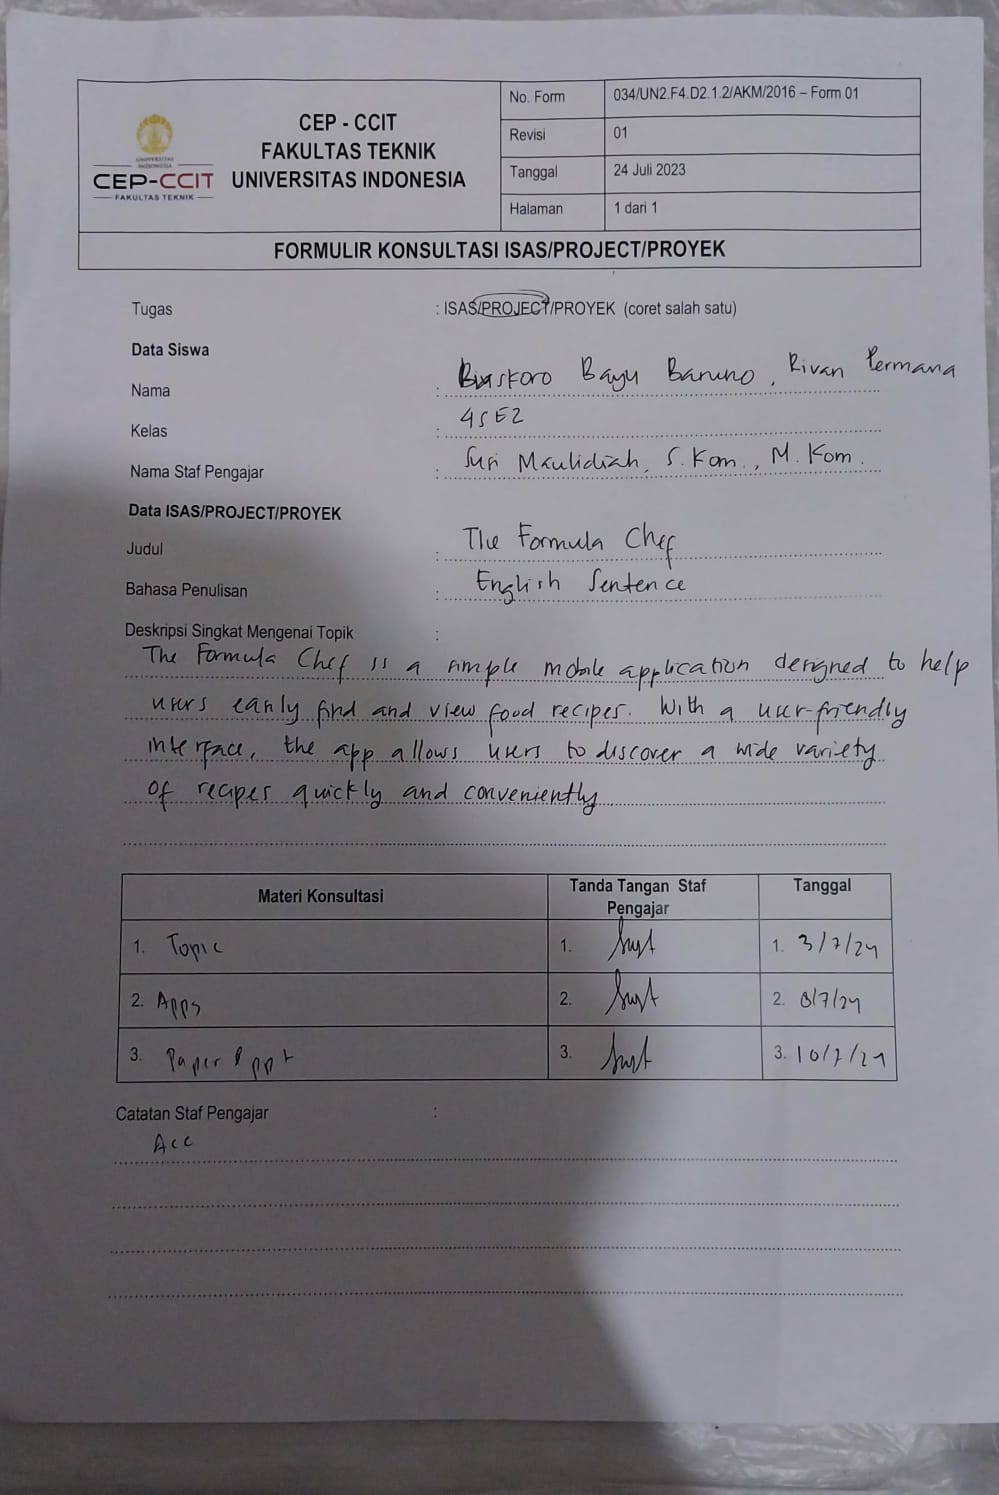 No. Form 034/UN2.F4.D2.1.2/AKM/2016 – Form 01
CEP - CCIT
FAKULTAS TEKNIK
UNIVERSITAS INDONESIA
UNIVERSITAS
INDONESIA
CEP-CCIT
FAKULTAS TEKNIK
Revisi 01
Tanggal 24 Juli 2023
Halaman 1 dari 1
FORMULIR KONSULTASI ISAS/PROJECT/PROYEK
Tugas : ISAS/PROJECT/PROYEK (coret salah satu)
Data Siswa
Nama : Baskoro Bayu Baruno, Rivan Permana
Kelas : 4SE2
Nama Staf Pengajar : Suri Maulidiah, S.Kom., M.Kom.
Data ISAS/PROJECT/PROYEK
Judul : The Formula Chef
Bahasa Penulisan : English Sentence
Deskripsi Singkat Mengenai Topik :
The Formula Chef is a simple mobile application designed to help
users easily find and view food recipes. With a user-friendly
interface, the app allows users to discover a wide variety
of recipes quickly and conveniently
Materi Konsultasi Tanda Tangan Staf Pengajar Tanggal
1. Topic 1. 1. 3/7/24
2. Apps 2. 2. 8/7/24
3. Paper & ppt 3. 3. 10/7/24
Catatan Staf Pengajar :
Acc